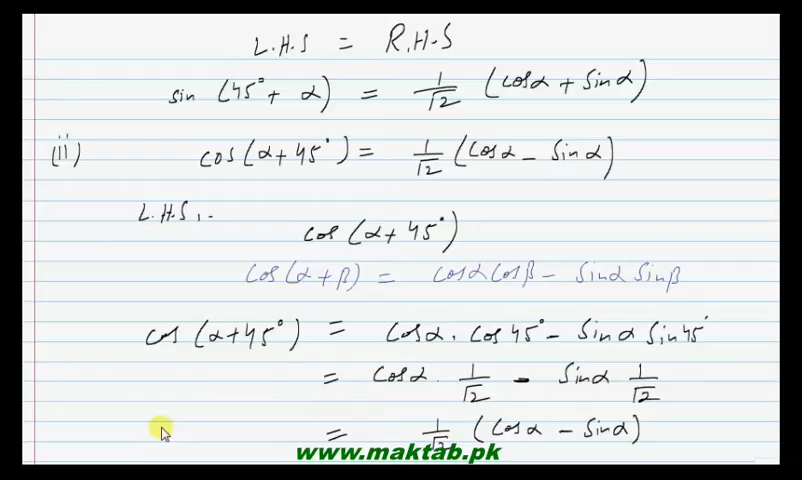 L.H.S = R.H.S
sin (45° + α) = 1/√2 (cosα + sinα)
(ii) cos(α+45°) = 1/√2 (cosα - sinα)
L.H.S :-
cos (α+45°)
cos(α+β) = cosα cosβ - sinα sinβ
cos (α+45°) = cosα . cos 45° - sinα sin 45°
= cosα . 1/√2 - sinα 1/√2
= 1/√2 (cosα - sinα)
www.maktab.pk